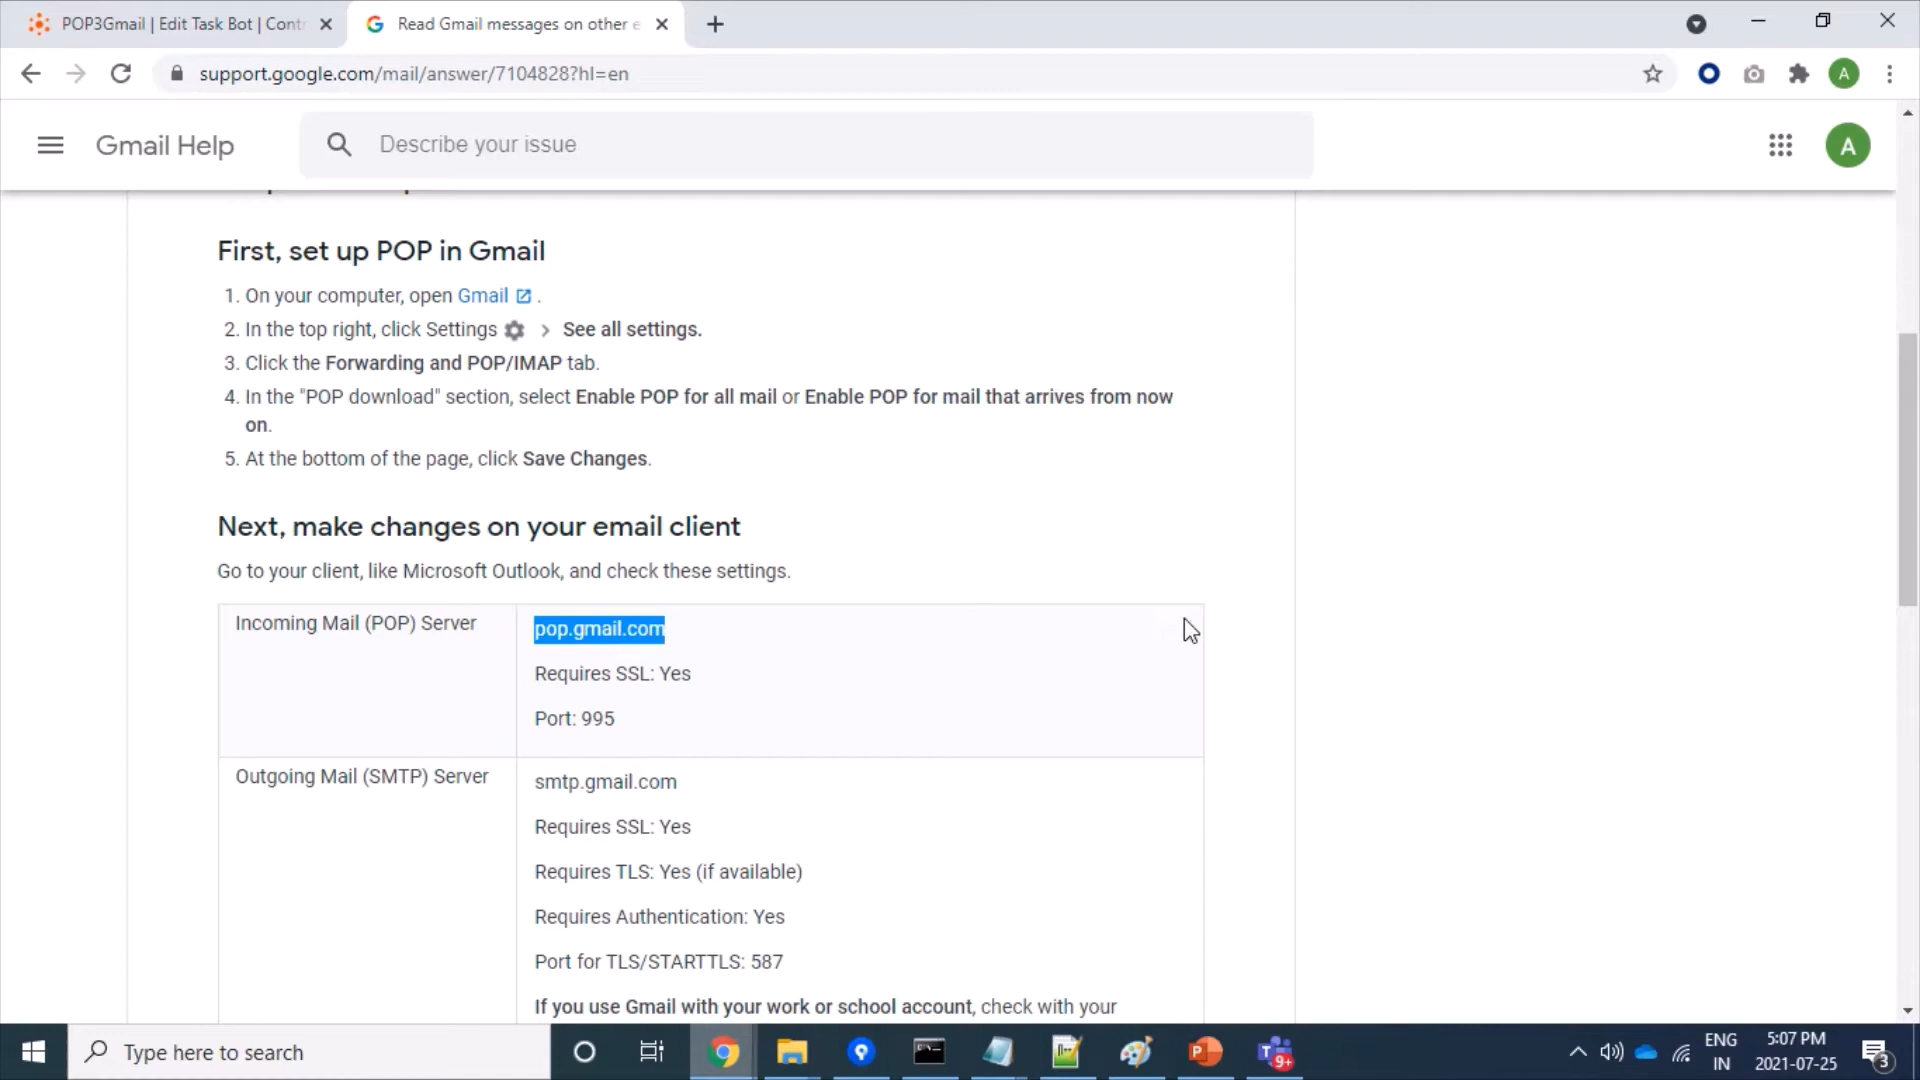 POP3Gmail | Edit Task Bot | Cont
Read Gmail messages on other e
support.google.com/mail/answer/7104828?hl=en
A
Gmail Help
Describe your issue
A
First, set up POP in Gmail
1. On your computer, open Gmail .
2. In the top right, click Settings > See all settings.
3. Click the Forwarding and POP/IMAP tab.
4. In the "POP download" section, select Enable POP for all mail or Enable POP for mail that arrives from now
on.
5. At the bottom of the page, click Save Changes.
Next, make changes on your email client
Go to your client, like Microsoft Outlook, and check these settings.
Incoming Mail (POP) Server
pop.gmail.com
Requires SSL: Yes
Port: 995
Outgoing Mail (SMTP) Server
smtp.gmail.com
Requires SSL: Yes
Requires TLS: Yes (if available)
Requires Authentication: Yes
Port for TLS/STARTTLS: 587
If you use Gmail with your work or school account, check with your
Type here to search
9+
ENG
IN
5:07 PM
2021-07-25
3